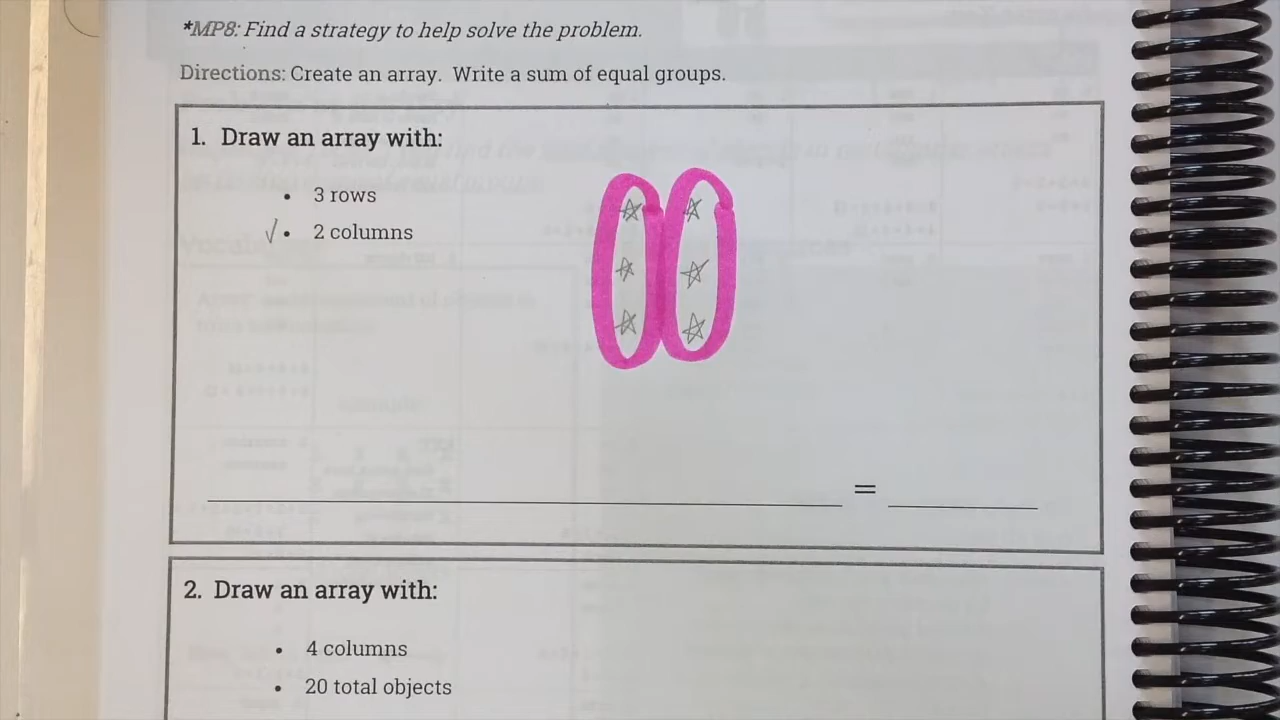 *MP8: Find a strategy to help solve the problem.
Directions: Create an array. Write a sum of equal groups.
1. Draw an array with:
• 3 rows
√ • 2 columns
=
2. Draw an array with:
• 4 columns
• 20 total objects